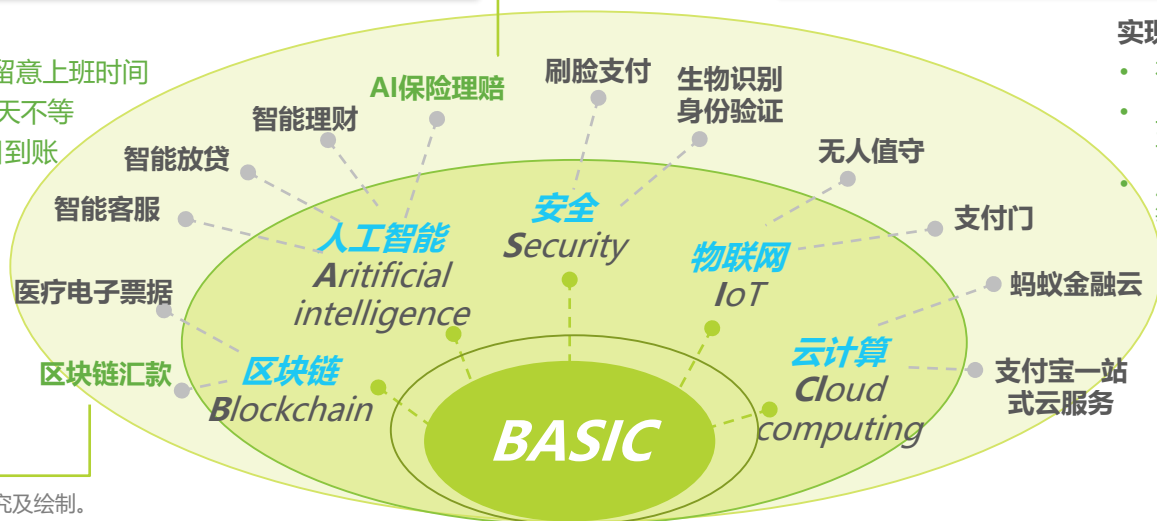 留意上班时间
天不等
到账
实现
AI保险理赔
刷脸支付
生物识别
身份验证
智能理财
智能放贷
智能客服
无人值守
支付门
蚂蚁金融云
支付宝一站
式云服务
医疗电子票据
区块链汇款
人工智能
Aritificial
intelligence
安全
Security
物联网
IoT
云计算
Cloud
computing
区块链
Blockchain
BASIC
究及绘制。